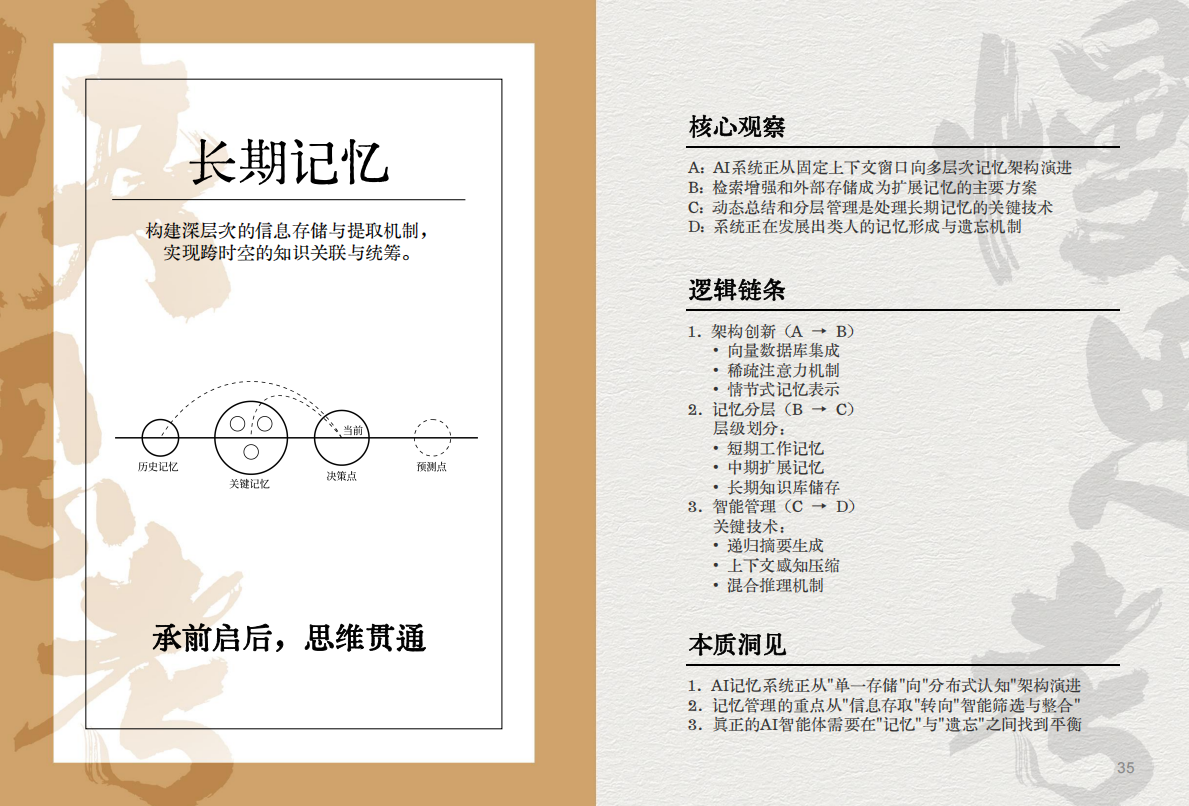 长期记忆
构建深层次的信息存储与提取机制，
实现跨时空的知识关联与统筹。
当前
历史记忆
关键记忆
决策点
预测点
承前启后，思维贯通
核心观察
A: AI系统正从固定上下文窗口向多层次记忆架构演进
B: 检索增强和外部存储成为扩展记忆的主要方案
C: 动态总结和分层管理是处理长期记忆的关键技术
D: 系统正在发展出类人的记忆形成与遗忘机制
逻辑链条
1. 架构创新（A → B）
• 向量数据库集成
• 稀疏注意力机制
• 情节式记忆表示
2. 记忆分层（B → C）
层级划分:
• 短期工作记忆
• 中期扩展记忆
• 长期知识库储存
3. 智能管理（C → D）
关键技术:
• 递归摘要生成
• 上下文感知压缩
• 混合推理机制
本质洞见
1. AI记忆系统正从"单一存储"向"分布式认知"架构演进
2. 记忆管理的重点从"信息存取"转向"智能筛选与整合"
3. 真正的AI智能体需要在"记忆"与"遗忘"之间找到平衡
35
快思考
慢思考